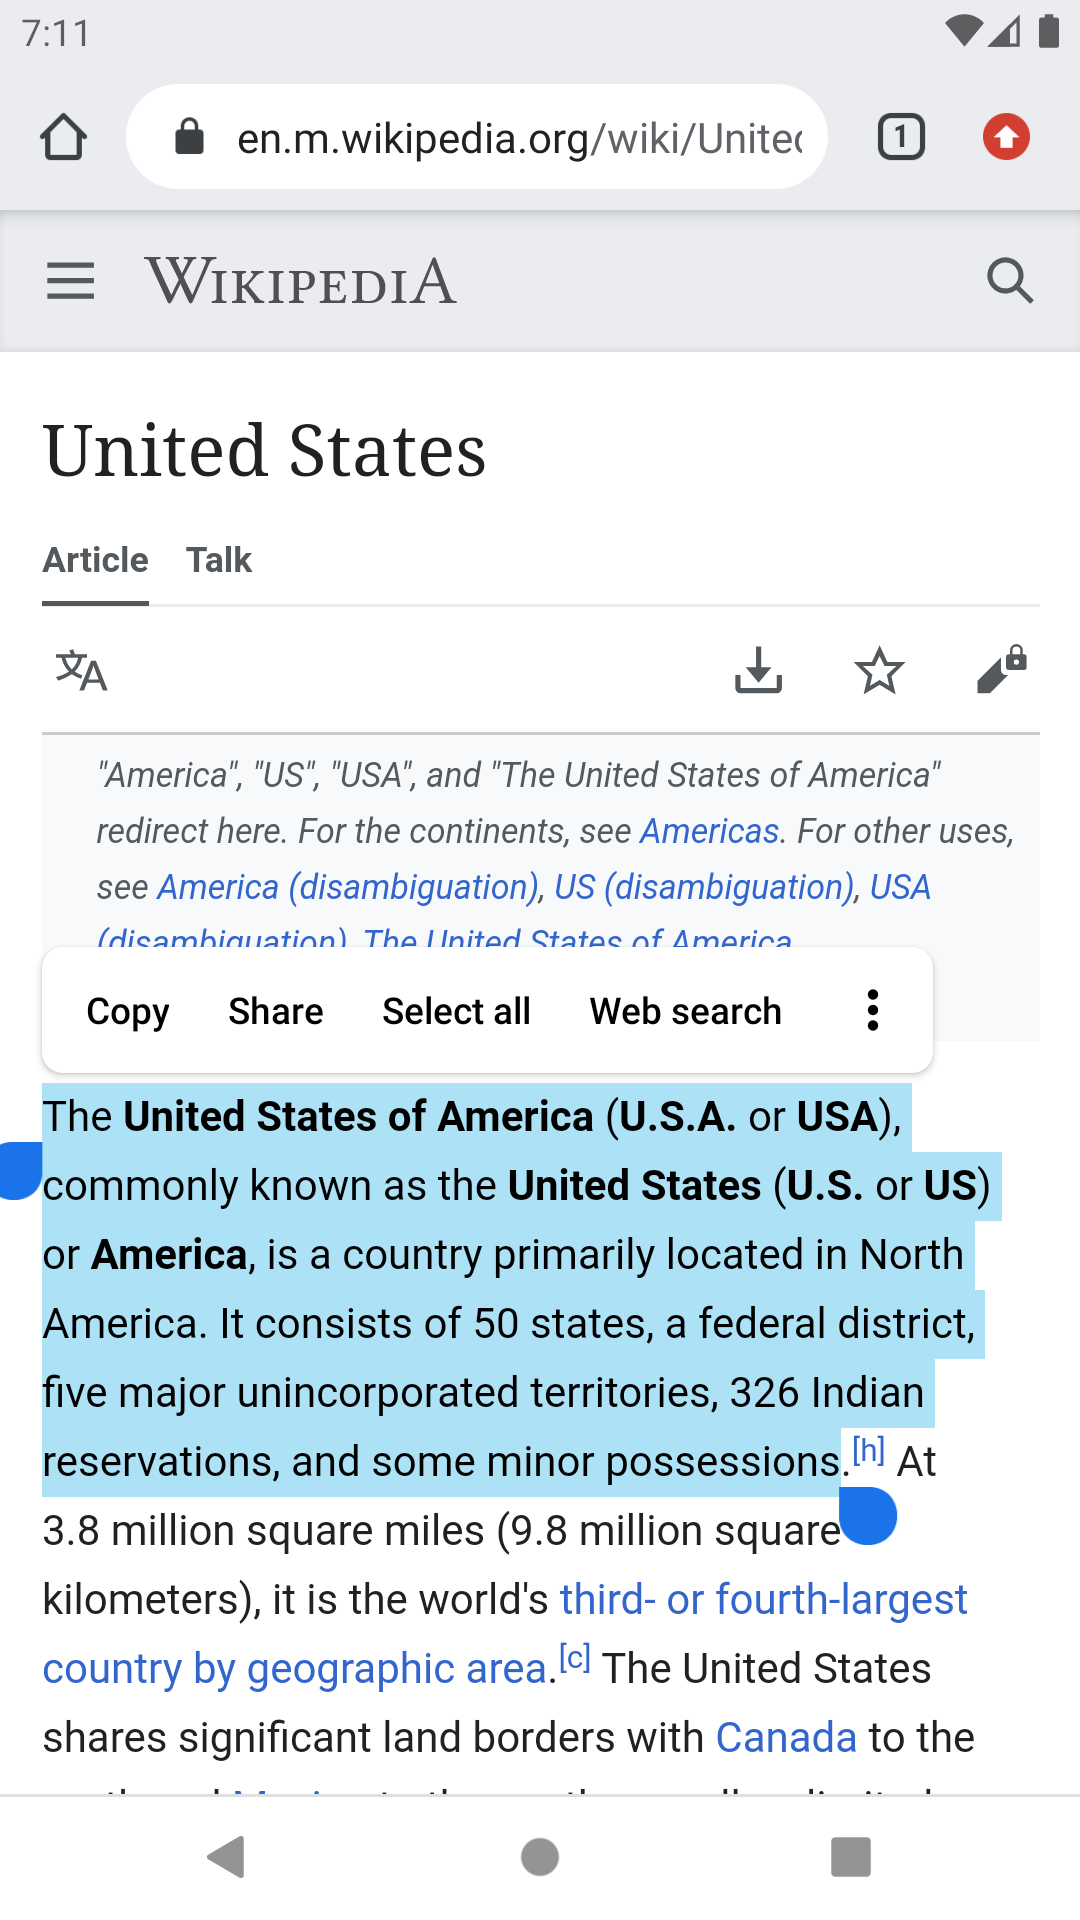 7:11
en.m.wikipedia.org/wiki/United
1
WIKIPEDIA
United States
Article Talk
文A
"America", "US", "USA", and "The United States of America"
redirect here. For the continents, see Americas. For other uses,
see America (disambiguation), US (disambiguation), USA
(disambiguation), The United States of America
Copy Share Select all Web search
The United States of America (U.S.A. or USA),
commonly known as the United States (U.S. or US)
or America, is a country primarily located in North
America. It consists of 50 states, a federal district,
five major unincorporated territories, 326 Indian
reservations, and some minor possessions.[h] At
3.8 million square miles (9.8 million square
kilometers), it is the world's third- or fourth-largest
country by geographic area.[c] The United States
shares significant land borders with Canada to the